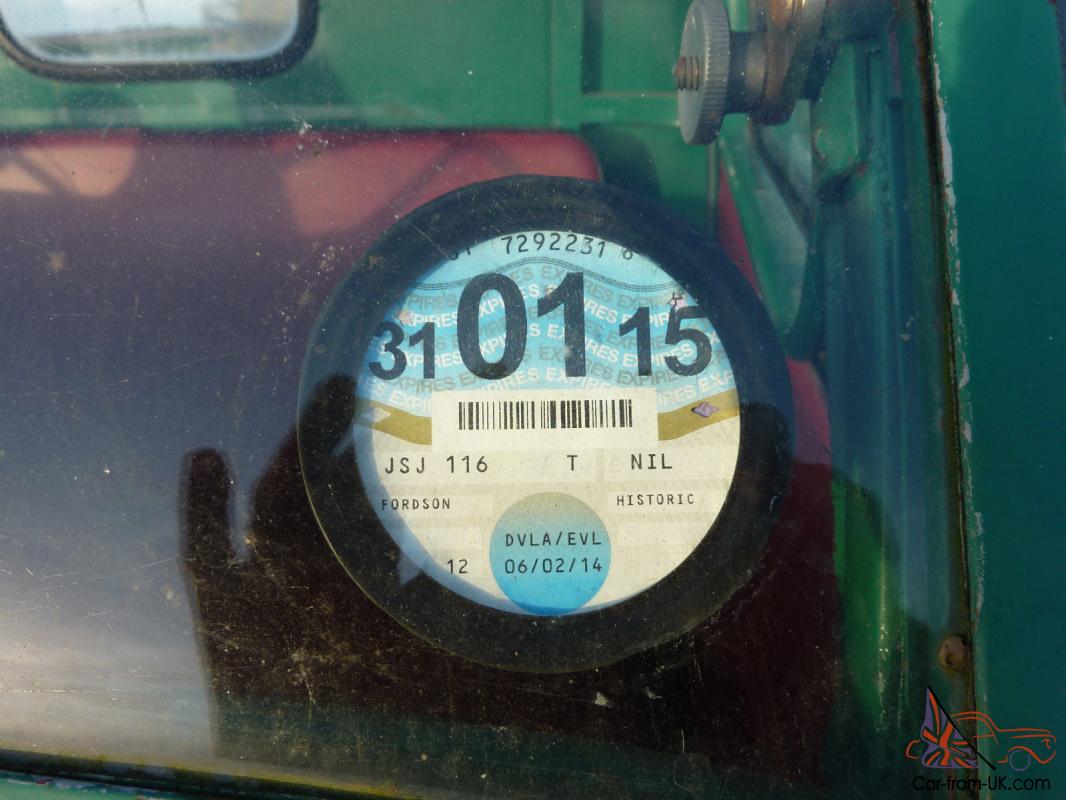 7292231 6
31 01 15
JSJ 116 T NIL
FORDSON HISTORIC
DVLA/EVL
12 06/02/14
Car-from-UK.com